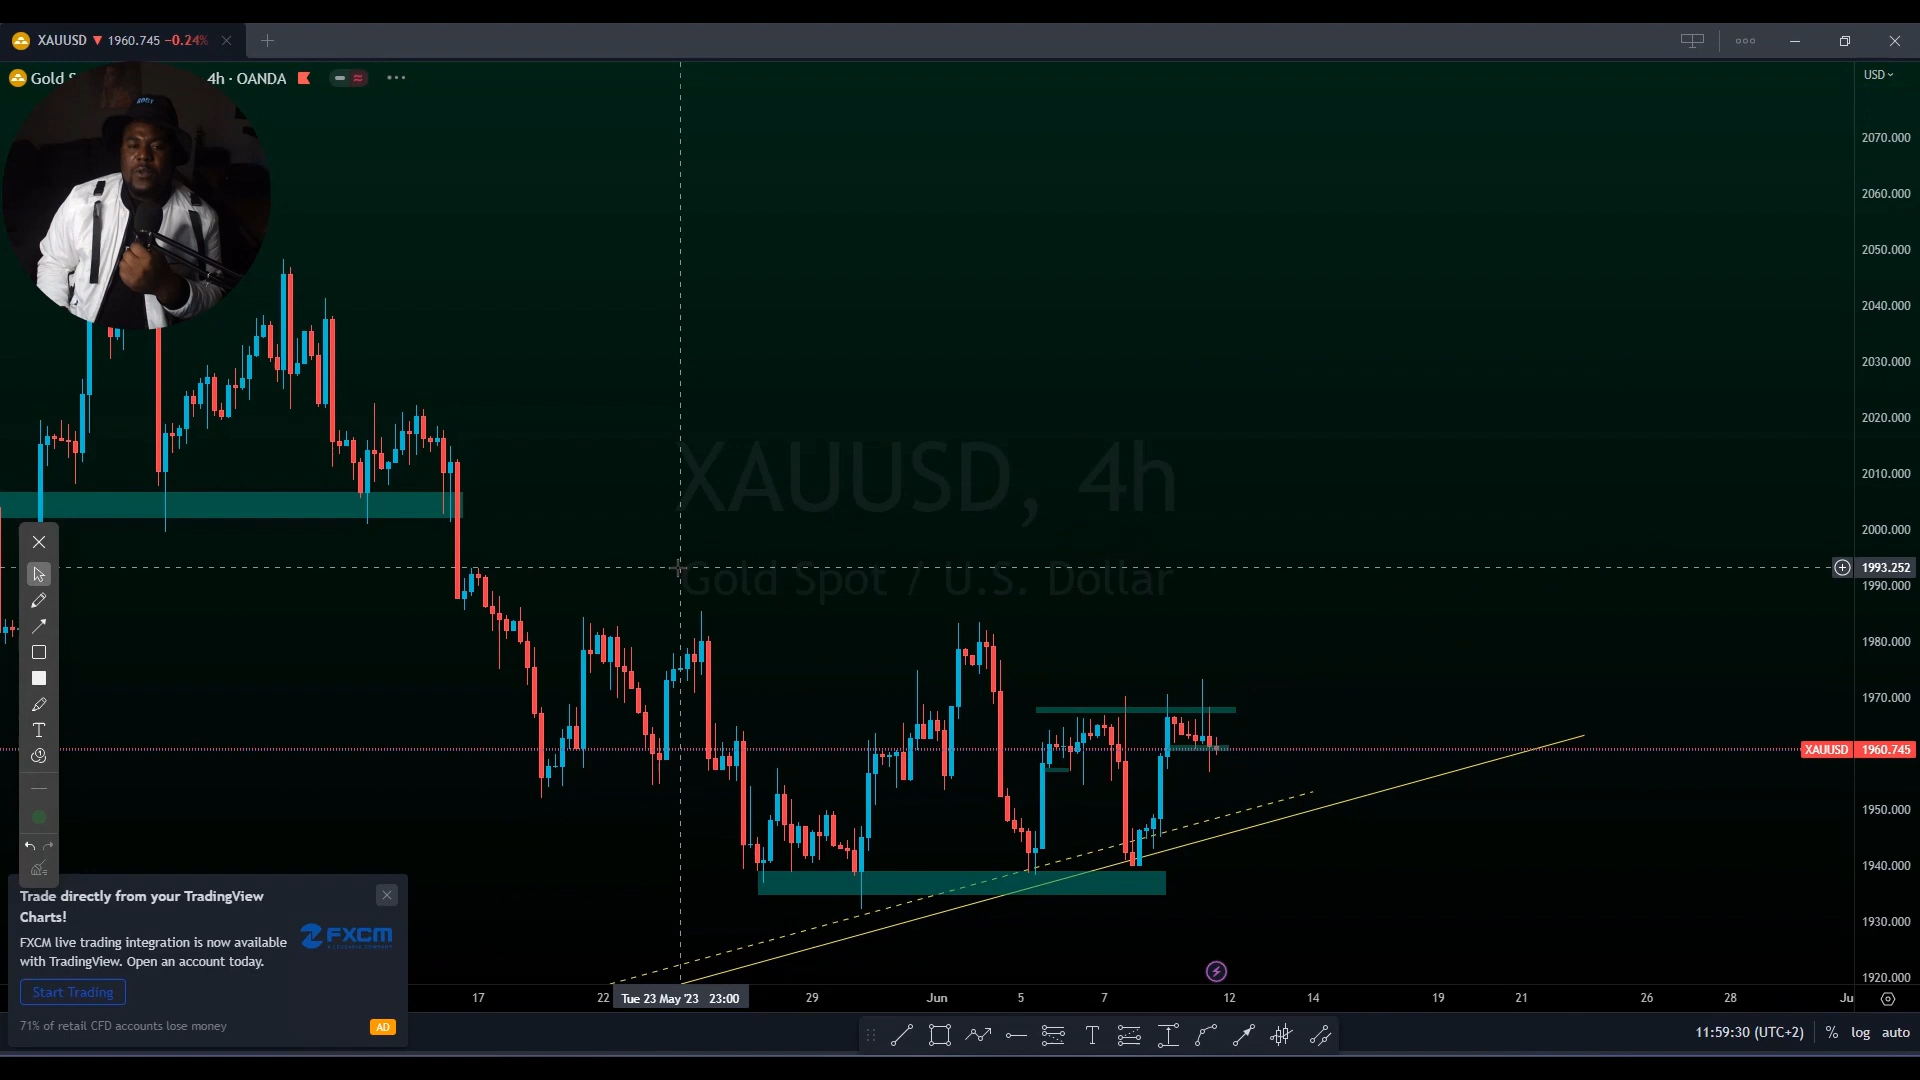 XAUUSD ▼ 1960.745 −0.24%
Gold S 4h · OANDA
USD
2070.000
2060.000
2050.000
2040.000
2030.000
2020.000
2010.000
2000.000
1993.252
1990.000
1980.000
1970.000
XAUUSD 1960.745
1950.000
1940.000
1930.000
1920.000
XAUUSD, 4h
Gold Spot / U.S. Dollar
Trade directly from your TradingView
Charts!
FXCM live trading integration is now available
with TradingView. Open an account today.
FXCM
Start Trading
71% of retail CFD accounts lose money
AD
17 22 Tue 23 May '23 23:00 29 Jun 5 7 12 14 19 21 26 28 Ju
11:59:30 (UTC+2) % log auto